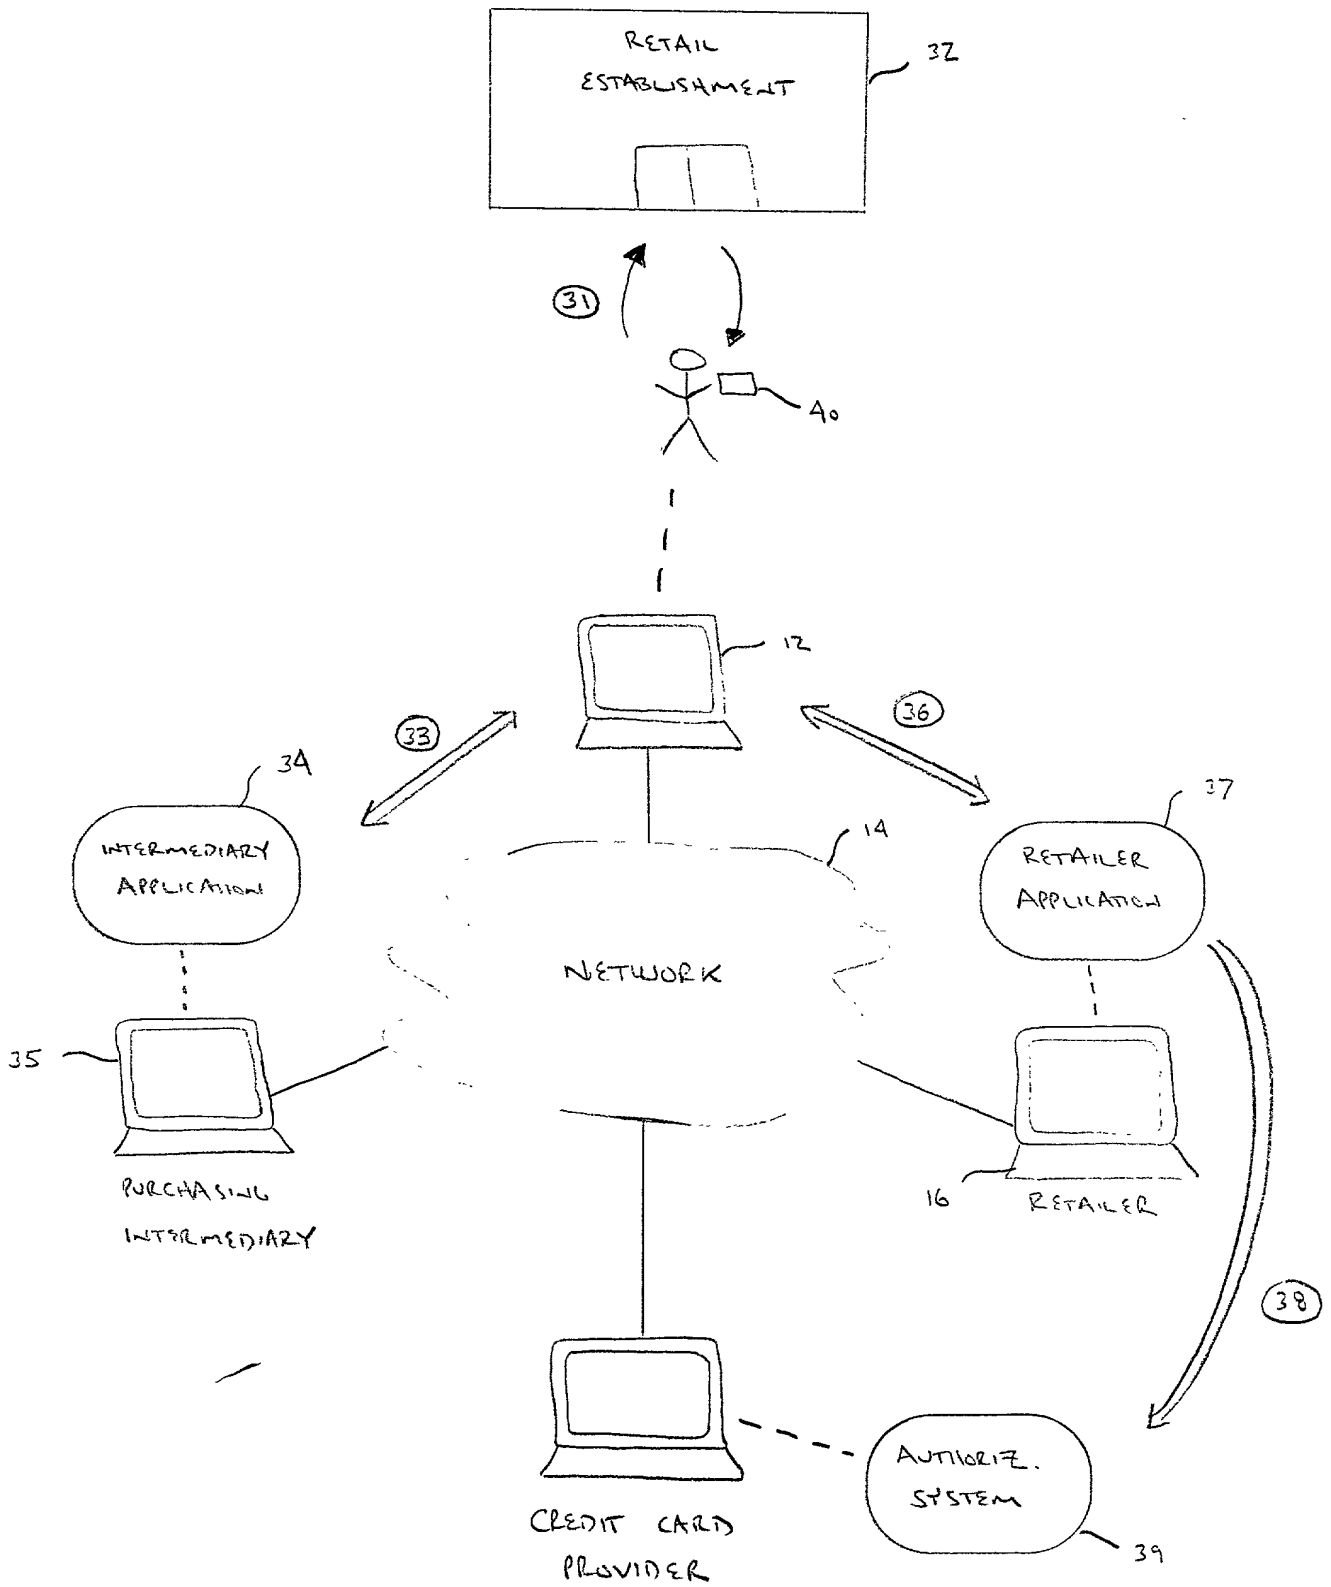 RETAIL
ESTABLISHMENT
32
31
40
12
33
36
34
37
INTERMEDIARY
APPLICATION
14
RETAILER
APPLICATION
NETWORK
35
PURCHASING
INTERMEDIARY
16
RETAILER
38
AUTHORIZ.
SYSTEM
39
CREDIT CARD
PROVIDER